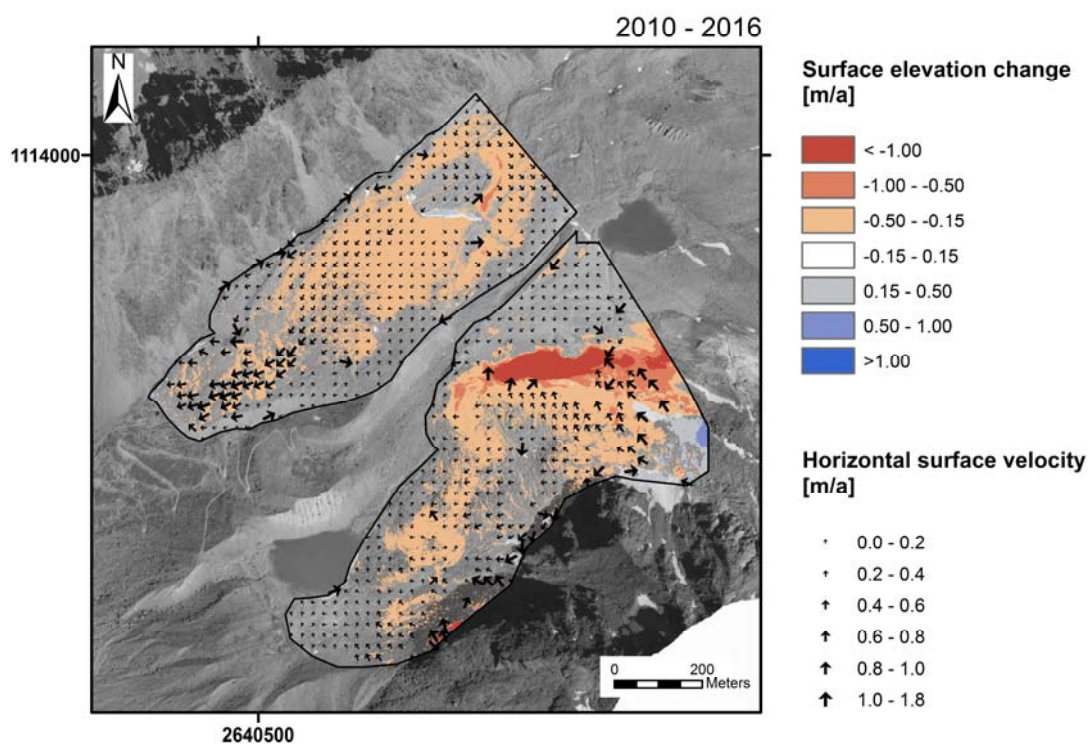 2010 - 2016
N
1114000
2640500
0 200
Meters
Surface elevation change
[m/a]
< -1.00
-1.00 - -0.50
-0.50 - -0.15
-0.15 - 0.15
0.15 - 0.50
0.50 - 1.00
>1.00
Horizontal surface velocity
[m/a]
0.0 - 0.2
0.2 - 0.4
0.4 - 0.6
0.6 - 0.8
0.8 - 1.0
1.0 - 1.8